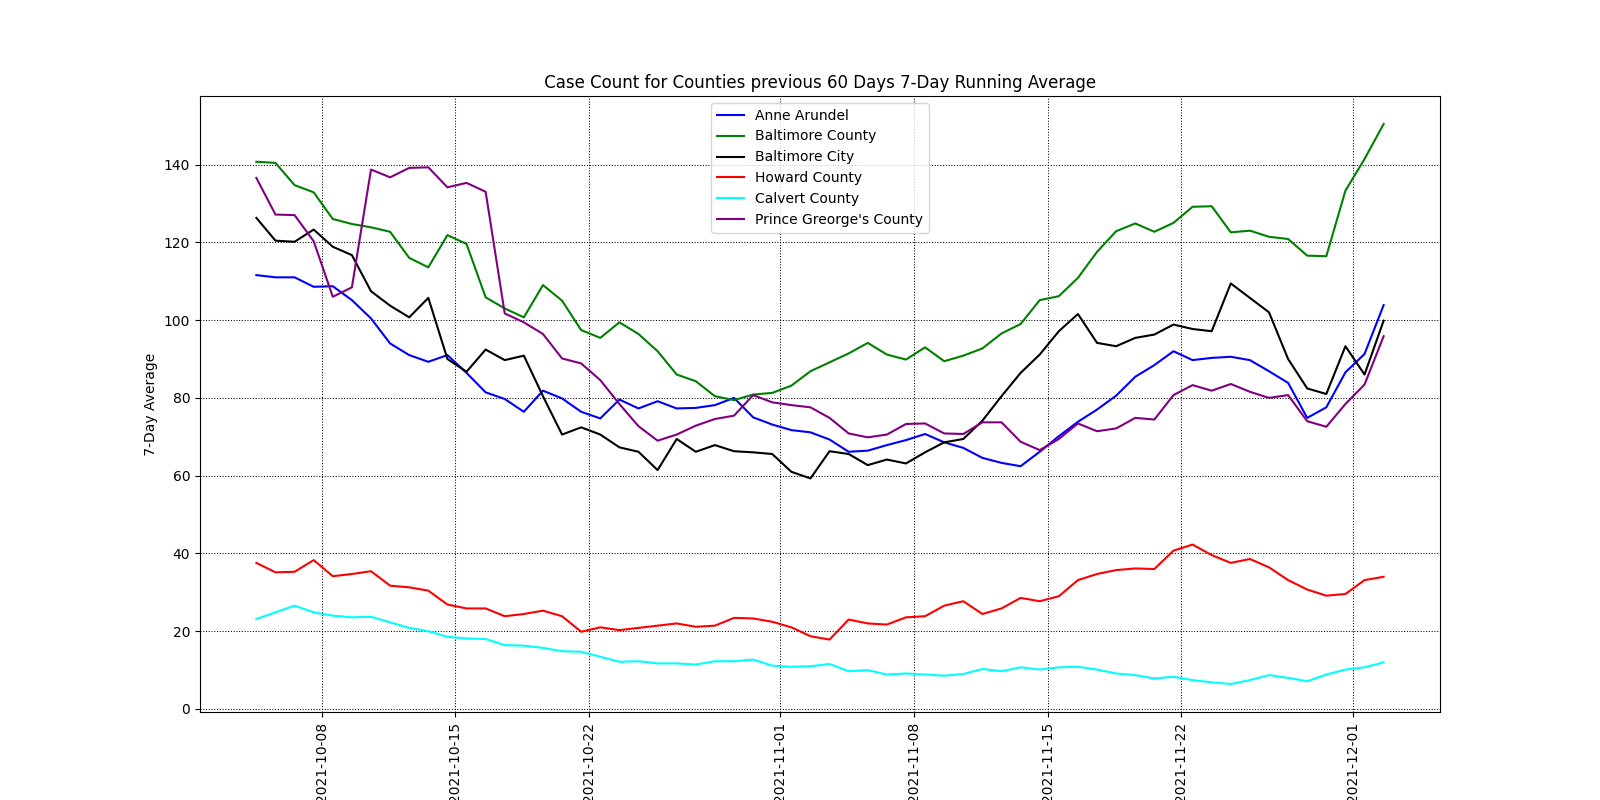 Case Count for Counties previous 60 Days 7-Day Running Average
Anne Arundel
Baltimore County
Baltimore City
Howard County
Calvert County
Prince Greorge's County
7-Day Average
140
120
100
80
60
40
20
0
2021-10-08
2021-10-15
2021-10-22
2021-11-01
2021-11-08
2021-11-15
2021-11-22
2021-12-01